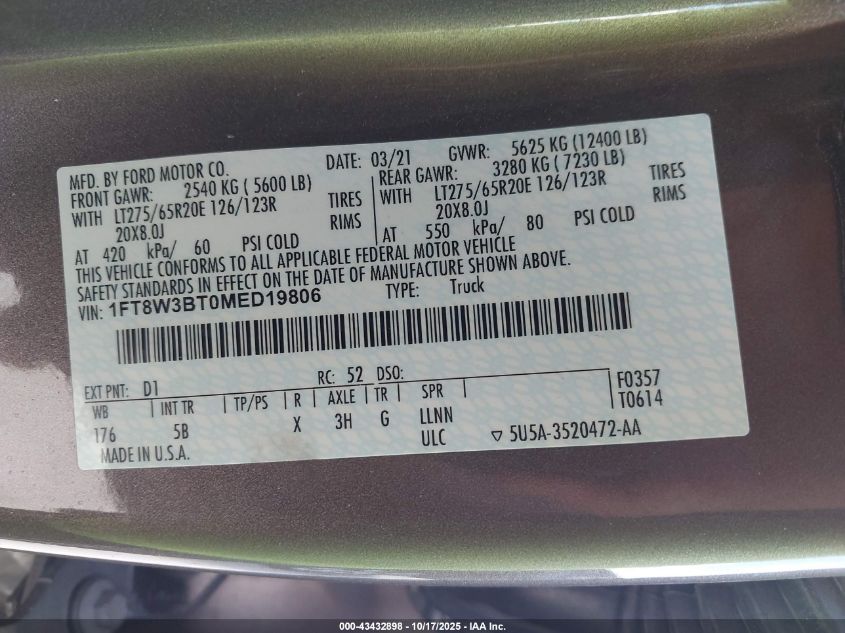 MFD. BY FORD MOTOR CO. DATE: 03/21 GVWR: 5625 KG (12400 LB)
FRONT GAWR: 2540 KG ( 5600 LB) REAR GAWR: 3280 KG ( 7230 LB)
WITH LT275/65R20E 126/123R TIRES WITH LT275/65R20E 126/123R TIRES
20X8.0J RIMS 20X8.0J RIMS
AT 420 kPa/ 60 PSI COLD AT 550 kPa/ 80 PSI COLD
THIS VEHICLE CONFORMS TO ALL APPLICABLE FEDERAL MOTOR VEHICLE
SAFETY STANDARDS IN EFFECT ON THE DATE OF MANUFACTURE SHOWN ABOVE.
VIN: 1FT8W3BT0MED19806 TYPE: Truck
EXT PNT: D1 RC: 52 DSO:
WB INT TR TP/PS R AXLE TR SPR F0357
176 5B X 3H G LLNN T0614
ULC 5U5A-3520472-AA
MADE IN U.S.A.
000-43432898 - 10/17/2025 - IAA Inc.